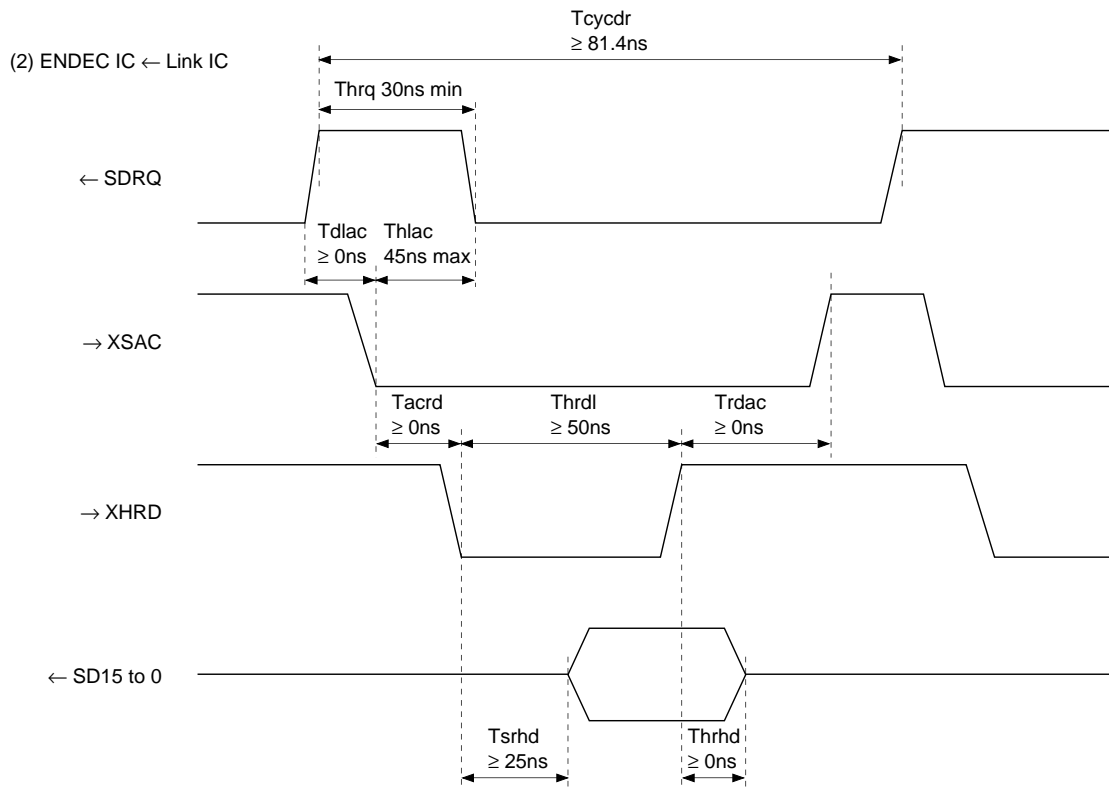 Tcycdr
≥ 81.4ns
(2) ENDEC IC ← Link IC
Thrq 30ns min
← SDRQ
Tdlac
≥ 0ns
Thlac
45ns max
→ XSAC
Tacrd
≥ 0ns
Thrdl
≥ 50ns
Trdac
≥ 0ns
→ XHRD
← SD15 to 0
Tsrhd
≥ 25ns
Thrhd
≥ 0ns